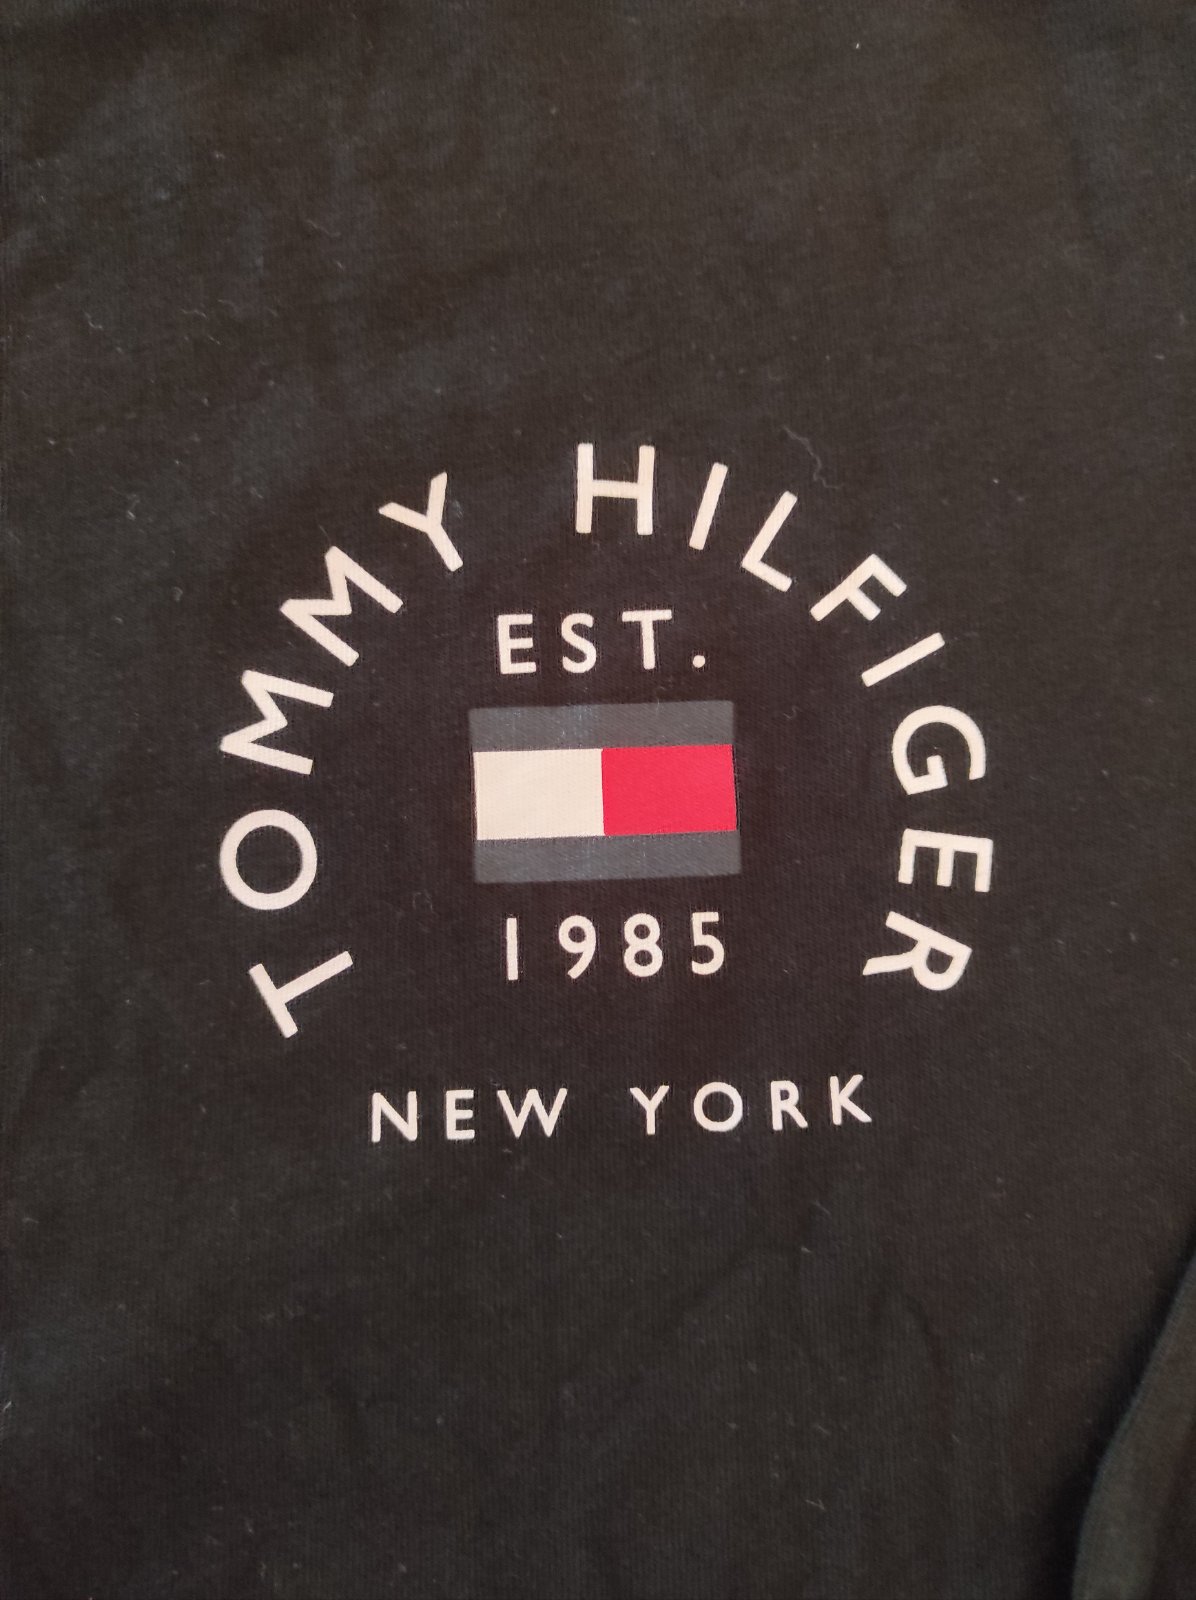 TOMMY HILFIGER
EST.
1985
NEW YORK